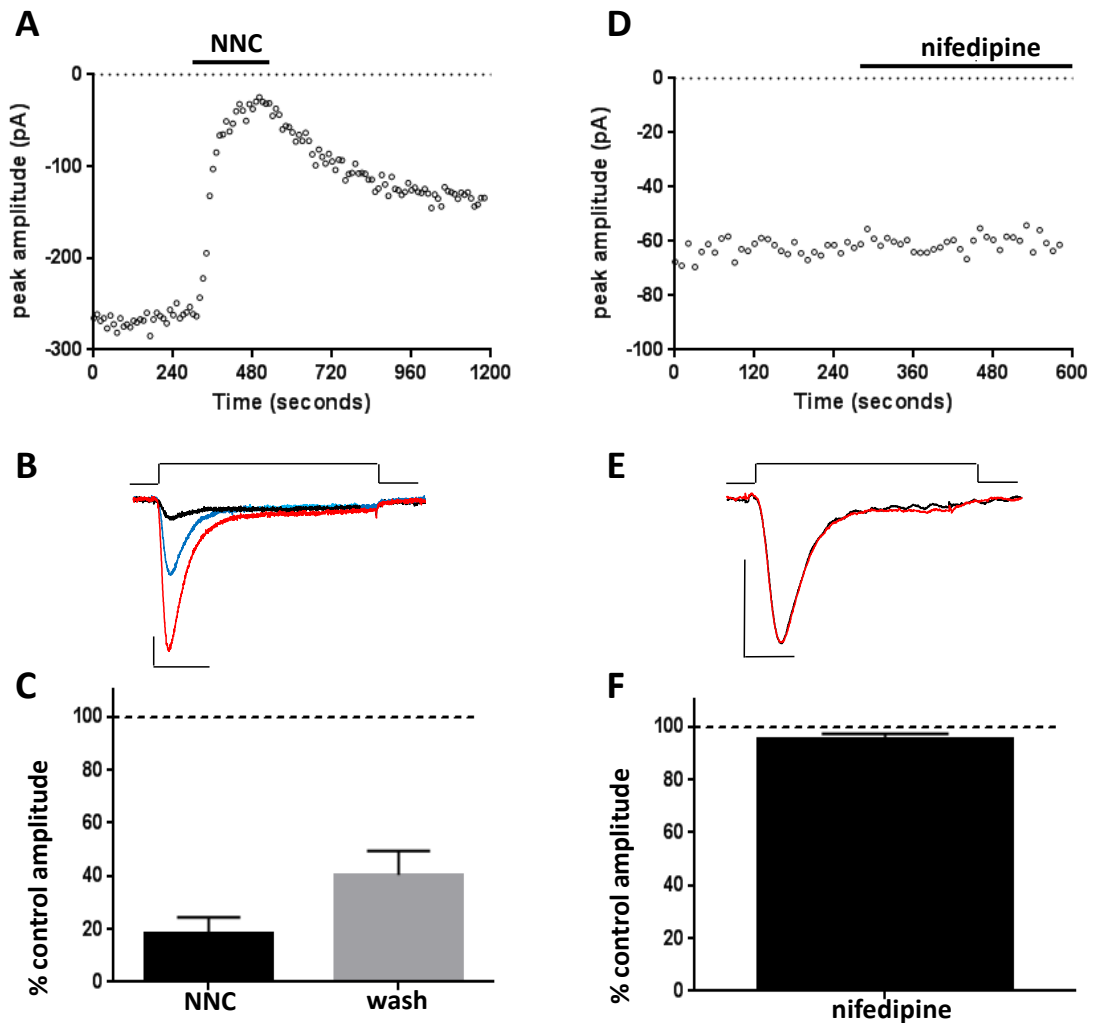 A
NNC
0
-100
-200
-300
peak amplitude (pA)
0 240 480 720 960 1200
Time (seconds)
D
nifedipine
0
-20
-40
-60
-80
-100
peak amplitude (pA)
0 120 240 360 480 600
Time (seconds)
B
E
C
100
80
60
40
20
0
% control amplitude
NNC wash
F
100
80
60
40
20
0
% control amplitude
nifedipine